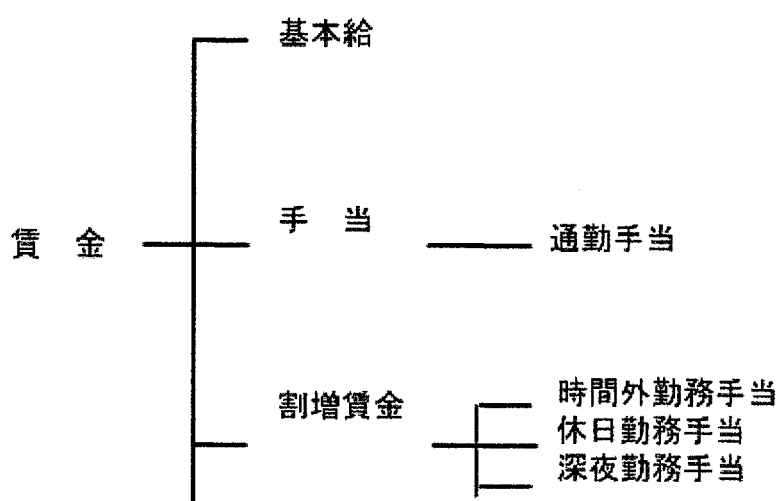 基本給
手　当
賃　金
通勤手当
割増賃金
時間外勤務手当
休日勤務手当
深夜勤務手当